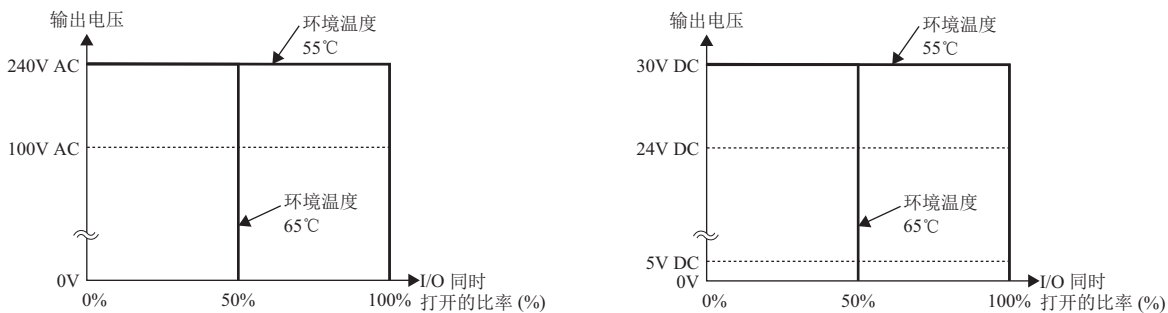 输出电压
240V AC
100V AC
0V
环境温度
55℃
环境温度
65℃
0%
50%
100%
I/O 同时
打开的比率 (%)
输出电压
30V DC
24V DC
5V DC
0V
环境温度
55℃
环境温度
65℃
0%
50%
100%
I/O 同时
打开的比率 (%)